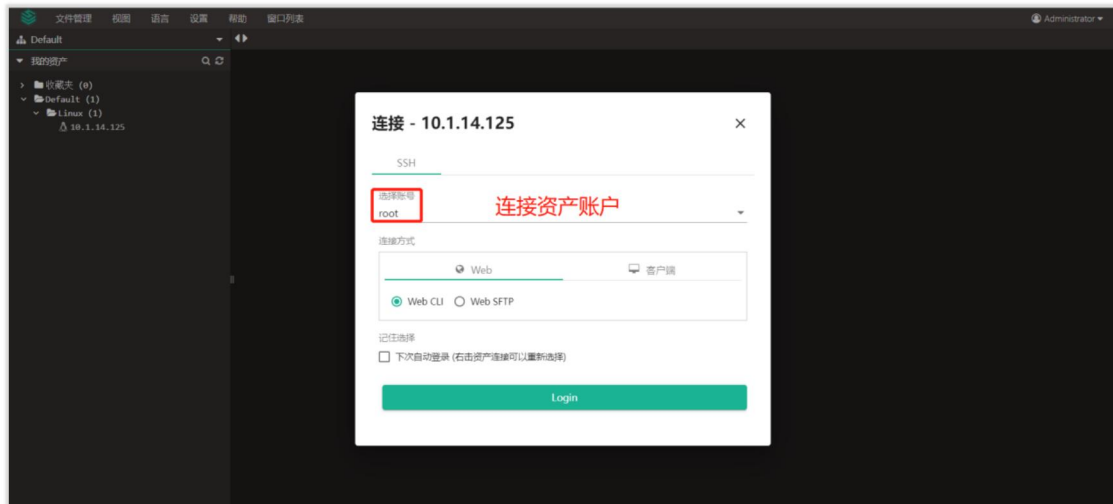 文件管理 视图 语言 设置 帮助 窗口列表 Administrator
Default
我的资产
收藏夹 (0)
Default (1)
Linux (1)
10.1.14.125
连接 - 10.1.14.125
SSH
选择账号
root
连接资产账户
连接方式
Web 客户端
Web CLI Web SFTP
记住选择
下次自动登录 (右击资产连接可以重新选择)
Login